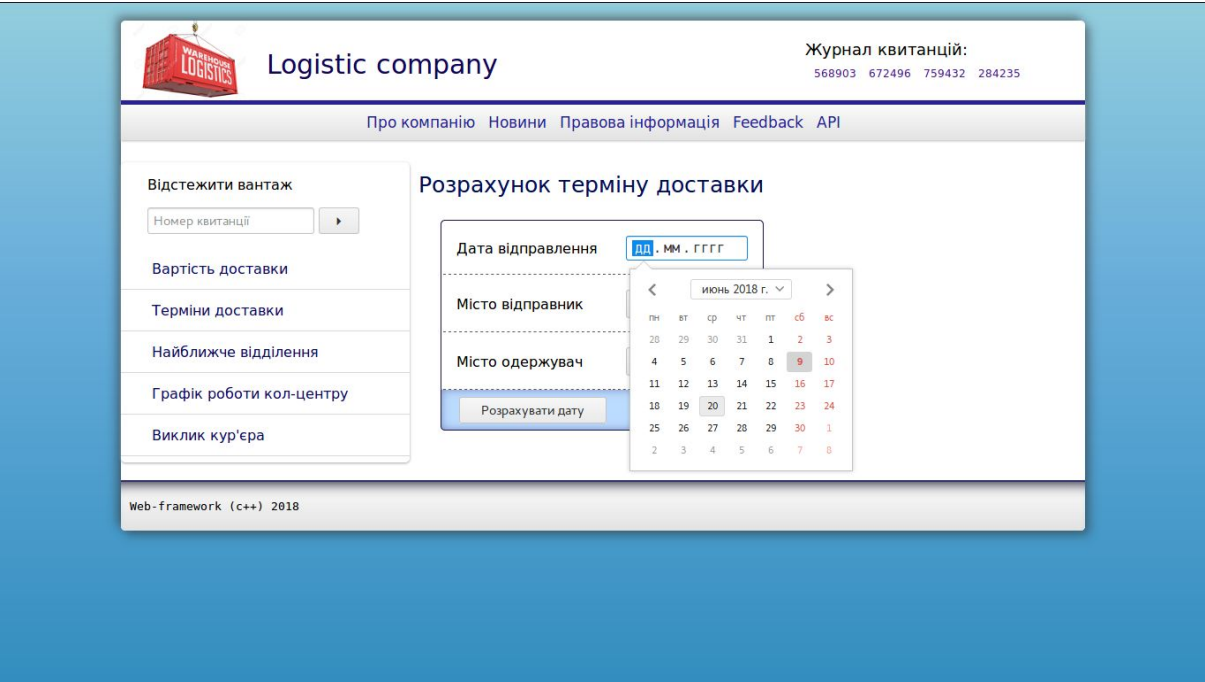 WAREHOUSE
LOGISTICS
Logistic company
Журнал квитанцій:
568903 672496 759432 284235
Про компанію Новини Правова інформація Feedback API
Відстежити вантаж
Номер квитанції
Вартість доставки
Терміни доставки
Найближче відділення
Графік роботи кол-центру
Виклик кур'єра
Розрахунок терміну доставки
Дата відправлення дд.мм.гггг
Місто відправник
Місто одержувач
Розрахувати дату
июнь 2018 г.
пн вт ср чт пт сб вс
28 29 30 31 1 2 3
4 5 6 7 8 9 10
11 12 13 14 15 16 17
18 19 20 21 22 23 24
25 26 27 28 29 30 1
2 3 4 5 6 7 8
Web-framework (c++) 2018